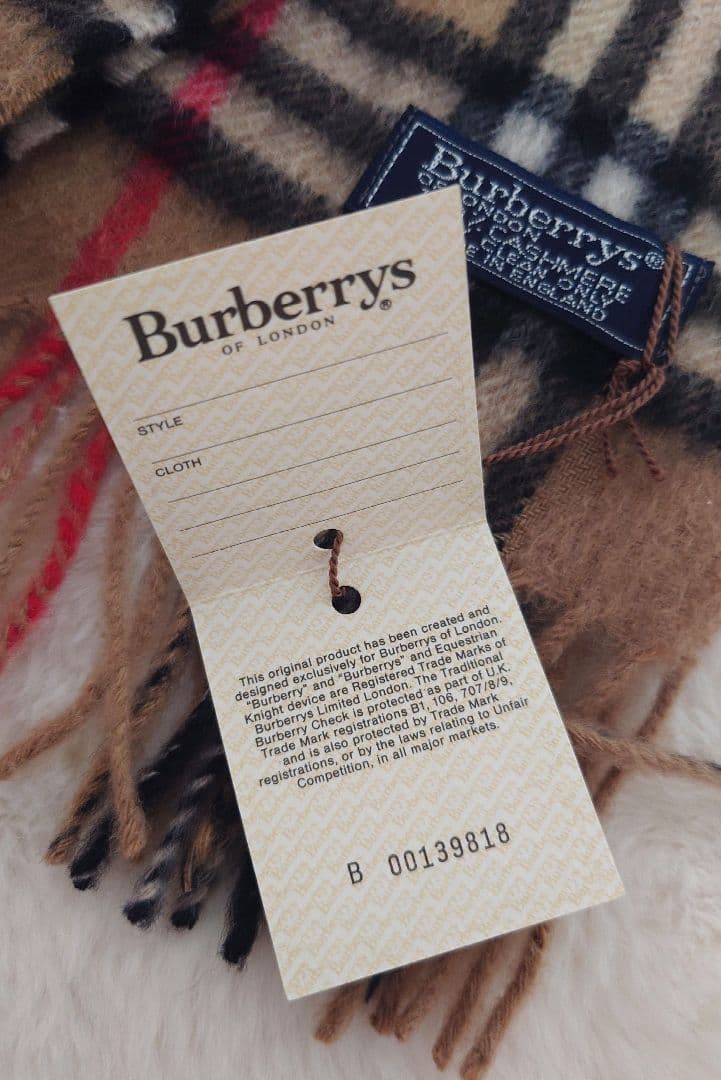 Burberrys®
OF LONDON
CASHMERE
CLEAN ONLY
IN ENGLAND
Burberrys®
OF LONDON
STYLE
CLOTH
This original product has been created and
designed exclusively for Burberrys of London.
"Burberry" and "Burberrys" and Equestrian
Knight device are Registered Trade Marks of
Burberrys Limited London. The Traditional
Burberry Check is protected as part of U.K.
Trade Mark registrations B1, 106, 707/8/9,
and is also protected by Trade Mark
registrations, or by the laws relating to Unfair
Competition, in all major markets.
B 00139818